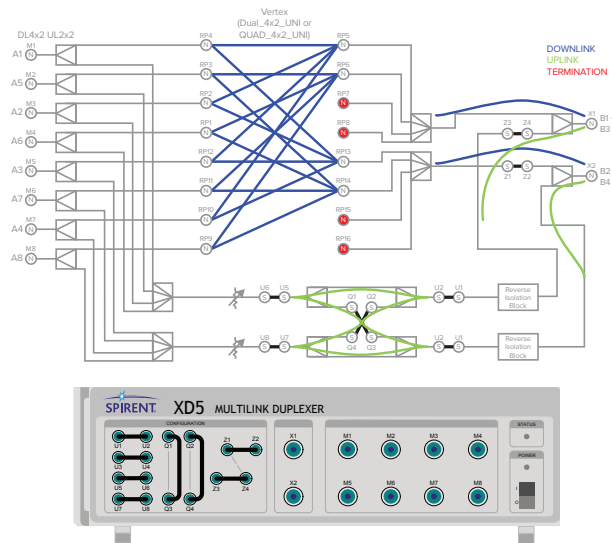 Vertex
(Dual_4x2_UNI or
QUAD_4x2_UNI)
DL4x2 UL2x2
DOWNLINK
UPLINK
TERMINATION
M1
A1 N
M2
A5 N
M3
A2 N
M4
A6 N
M5
A3 N
M6
A7 N
M7
A4 N
M8
A8 N
RP4
N
RP3
N
RP2
N
RP1
N
RP12
N
RP11
N
RP10
N
RP9
N
RP5
N
RP6
N
RP7
N
RP8
N
RP13
N
RP14
N
RP15
N
RP16
N
Z3 Z4
S S
X1
N B1
B3
S S
Z1 Z2
X2
N B2
B4
U6 U5
S S
Q1 Q2
S S
U2 U1
S S
Reverse
Isolation
Block
U8 U7
S S
S S
Q4 Q3
U2 U1
S S
Reverse
Isolation
Block
SPIRENT XD5 MULTILINK DUPLEXER
CONFIGURATION
U1 U2 Q1 Q2
U3 U4
U5 U6
U7 U8 Q3 Q4
Z1 Z2
Z3 Z4
X1
X2
M1 M2 M3 M4
M5 M6 M7 M8
STATUS
POWER
I
O